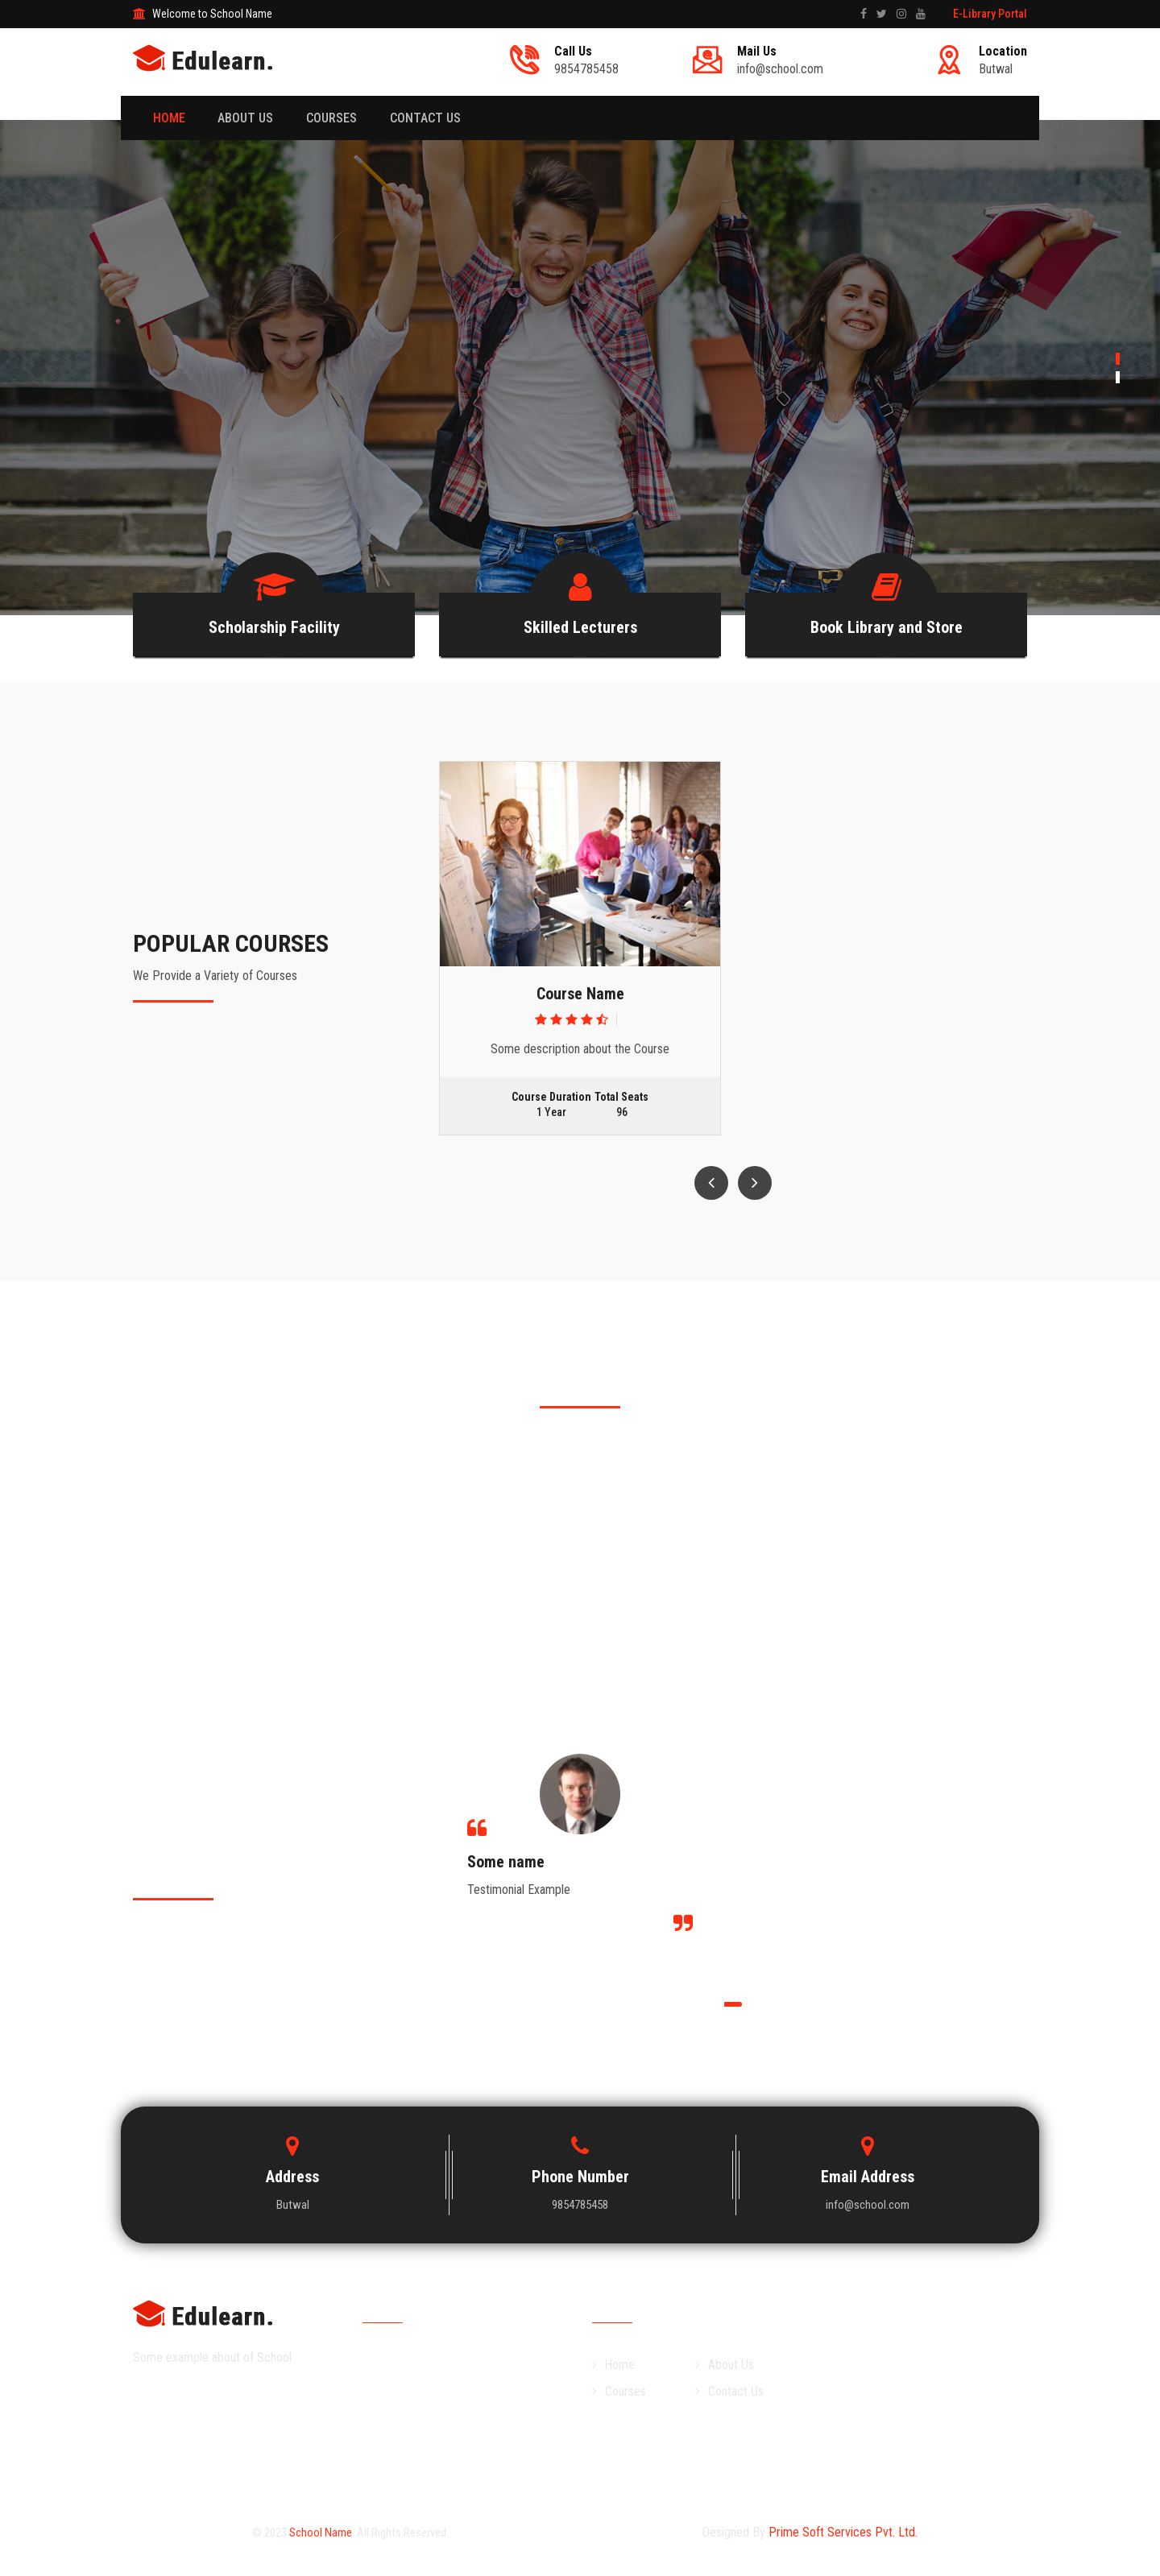 Welcome to School Name
E-Library Portal
Edulearn.
Call Us
9854785458
Mail Us
info@school.com
Location
Butwal
HOME ABOUT US COURSES CONTACT US
Scholarship Facility
Skilled Lecturers
Book Library and Store
POPULAR COURSES
We Provide a Variety of Courses
Course Name
Some description about the Course
Course Duration Total Seats
1 Year 96
Some name
Testimonial Example
Address
Butwal
Phone Number
9854785458
Email Address
info@school.com
Edulearn.
Some example about of School
Home
About Us
Courses
Contact Us
© 2023 School Name. All Rights Reserved.
Designed By Prime Soft Services Pvt. Ltd.